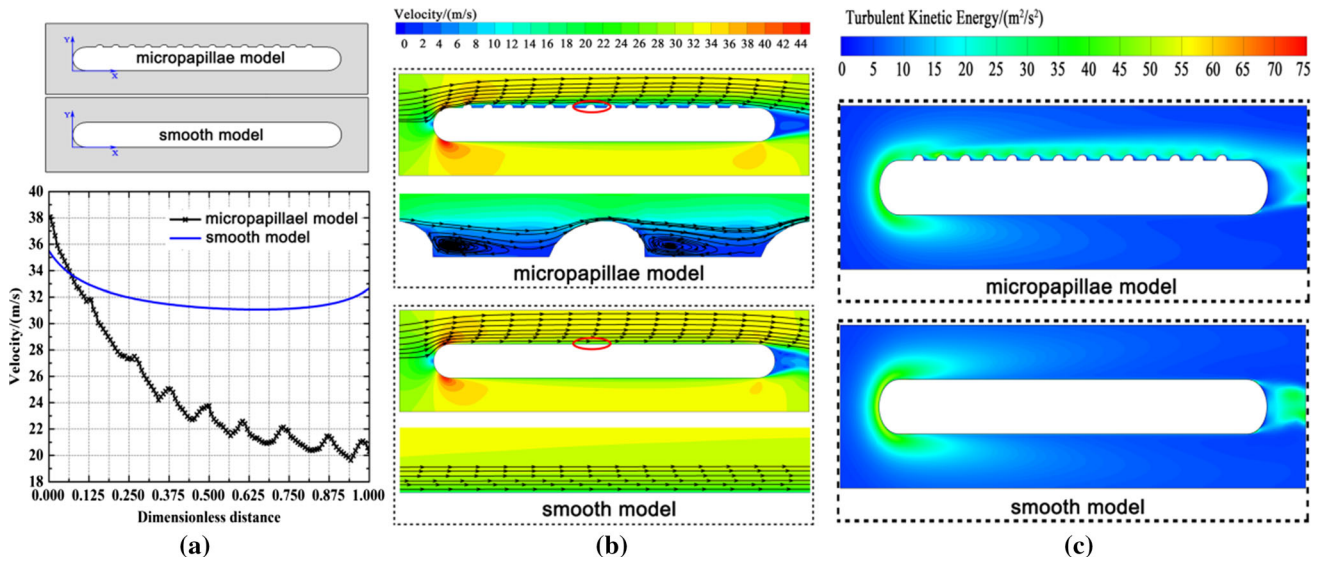 Y
micropapillae model
X
Y
smooth model
X
40
38
36
34
32
30
28
26
24
22
20
18
Velocity/(m/s)
micropapillael model
smooth model
0.000 0.125 0.250 0.375 0.500 0.625 0.750 0.875 1.000
Dimensionless distance
(a)
Velocity/(m/s)
0 2 4 6 8 10 12 14 16 18 20 22 24 26 28 30 32 34 36 38 40 42 44
micropapillae model
smooth model
(b)
Turbulent Kinetic Energy/(m²/s²)
0 5 10 15 20 25 30 35 40 45 50 55 60 65 70 75
micropapillae model
smooth model
(c)